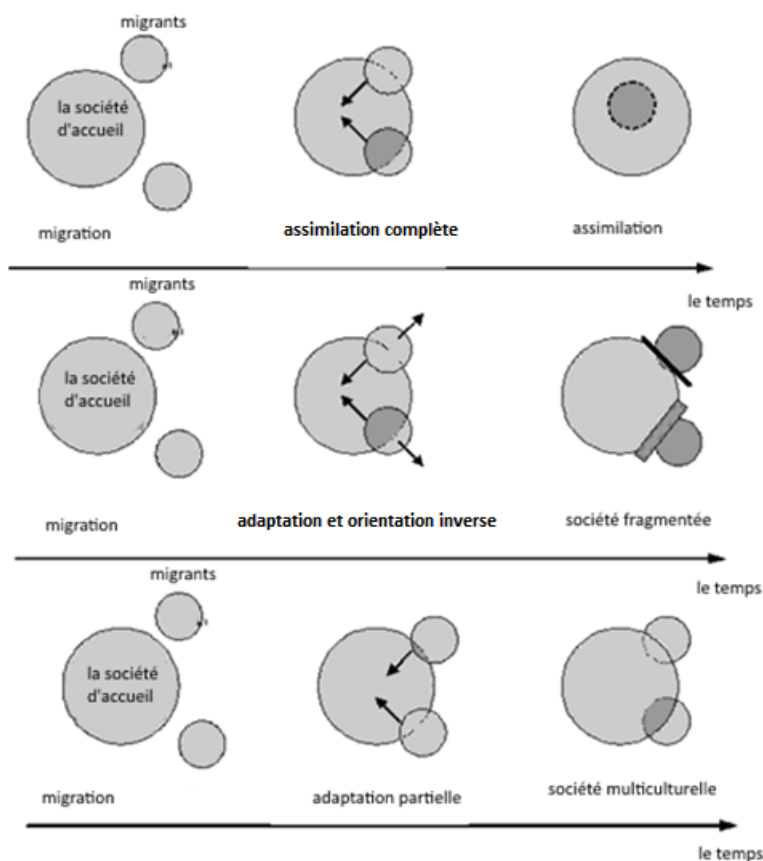 migrants
la société
d'accueil
migration
assimilation complète
assimilation
le temps
migrants
la société
d'accueil
migration
adaptation et orientation inverse
société fragmentée
le temps
migrants
la société
d'accueil
migration
adaptation partielle
société multiculturelle
le temps